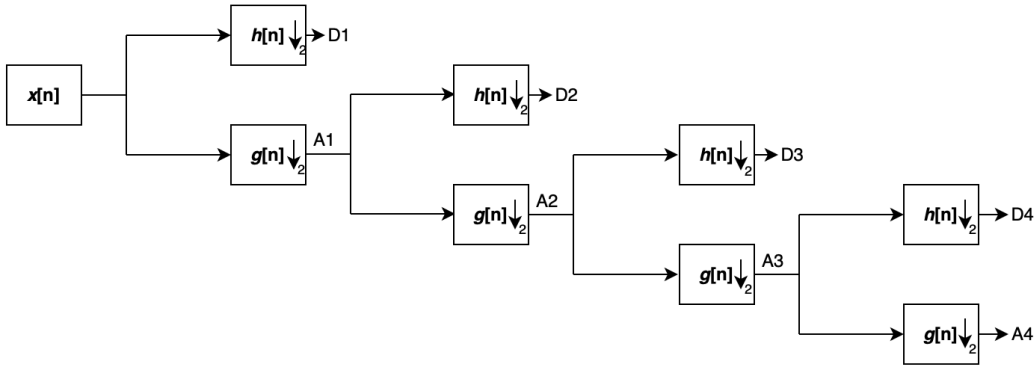 h[n] ↓2 D1
x[n]
h[n] ↓2 D2
g[n] ↓2 A1
h[n] ↓2 D3
g[n] ↓2 A2
h[n] ↓2 D4
g[n] ↓2 A3
g[n] ↓2 A4